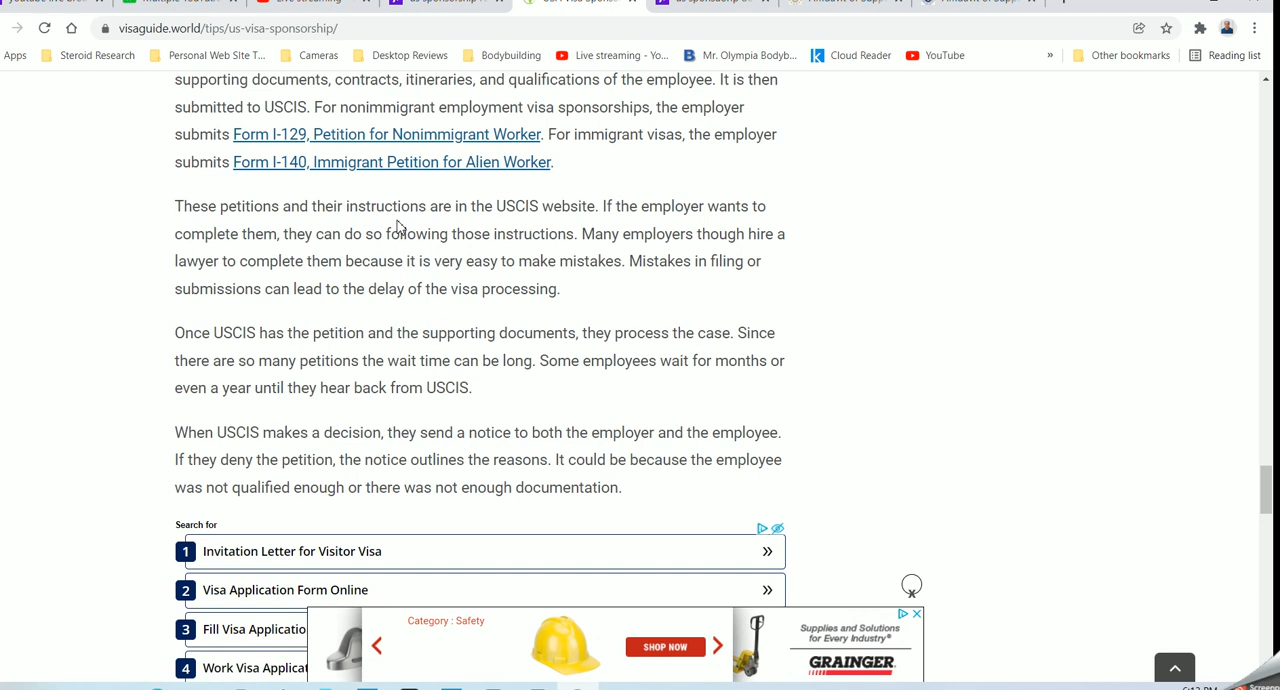 visaguide.world/tips/us-visa-sponsorship/
Apps Steroid Research Personal Web Site T... Cameras Desktop Reviews Bodybuilding Live streaming - Yo... Mr. Olympia Bodyb... Cloud Reader YouTube » Other bookmarks Reading list
supporting documents, contracts, itineraries, and qualifications of the employee. It is then
submitted to USCIS. For nonimmigrant employment visa sponsorships, the employer
submits Form I-129, Petition for Nonimmigrant Worker. For immigrant visas, the employer
submits Form I-140, Immigrant Petition for Alien Worker.
These petitions and their instructions are in the USCIS website. If the employer wants to
complete them, they can do so following those instructions. Many employers though hire a
lawyer to complete them because it is very easy to make mistakes. Mistakes in filing or
submissions can lead to the delay of the visa processing.
Once USCIS has the petition and the supporting documents, they process the case. Since
there are so many petitions the wait time can be long. Some employees wait for months or
even a year until they hear back from USCIS.
When USCIS makes a decision, they send a notice to both the employer and the employee.
If they deny the petition, the notice outlines the reasons. It could be because the employee
was not qualified enough or there was not enough documentation.
Search for
1 Invitation Letter for Visitor Visa »
2 Visa Application Form Online »
3 Fill Visa Applicatio
4 Work Visa Applicat
Category : Safety
SHOP NOW
Supplies and Solutions
for Every Industry®
GRAINGER